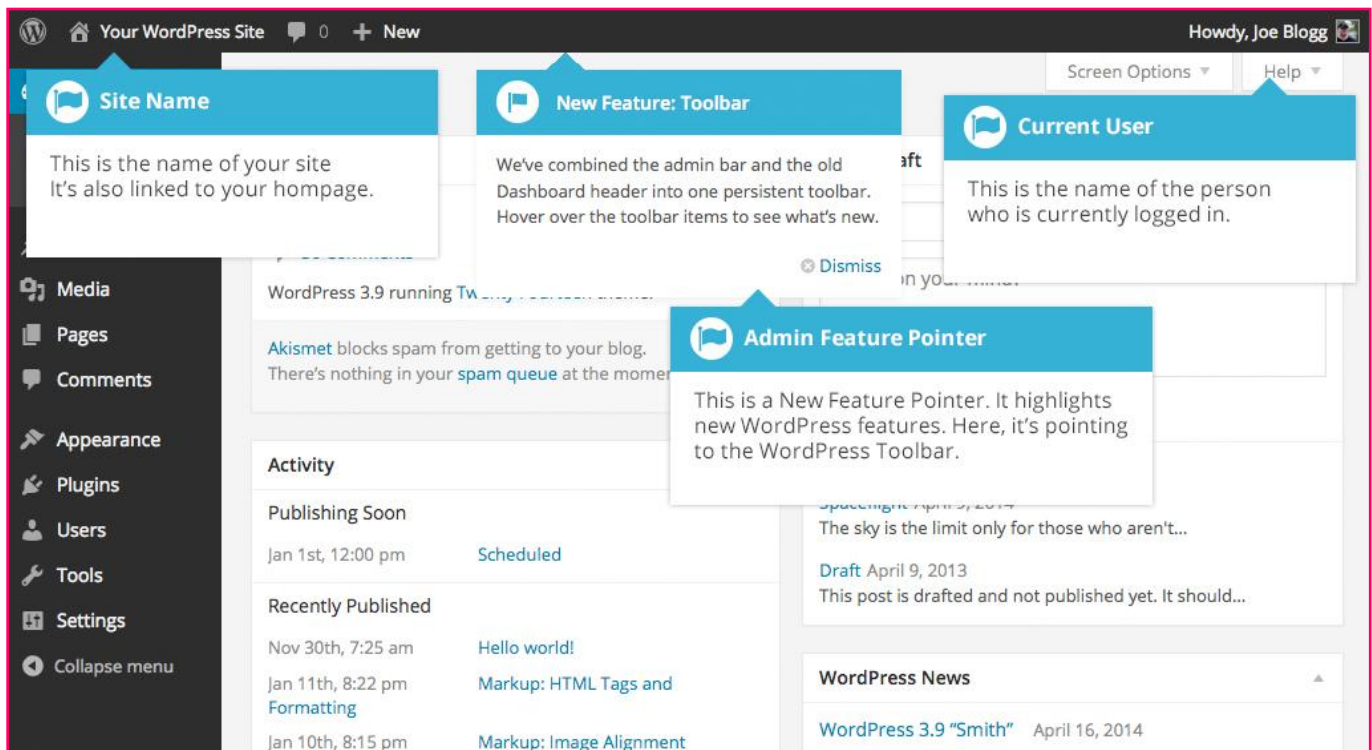 Your WordPress Site 0 + New Howdy, Joe Blogg
Screen Options Help
Site Name
This is the name of your site
It's also linked to your hompage.
New Feature: Toolbar
We've combined the admin bar and the old
Dashboard header into one persistent toolbar.
Hover over the toolbar items to see what's new.
Dismiss
Current User
This is the name of the person
who is currently logged in.
Admin Feature Pointer
This is a New Feature Pointer. It highlights
new WordPress features. Here, it's pointing
to the WordPress Toolbar.
Media
Pages
Comments
Appearance
Plugins
Users
Tools
Settings
Collapse menu
WordPress 3.9 running
Akismet blocks spam from getting to your blog.
There's nothing in your spam queue at the
Activity
Publishing Soon
Jan 1st, 12:00 pm Scheduled
Recently Published
Nov 30th, 7:25 am Hello world!
Jan 11th, 8:22 pm Markup: HTML Tags and
Formatting
Jan 10th, 8:15 pm Markup: Image Alignment
The sky is the limit only for those who aren't...
Draft April 9, 2013
This post is drafted and not published yet. It should...
WordPress News
WordPress 3.9 “Smith” April 16, 2014